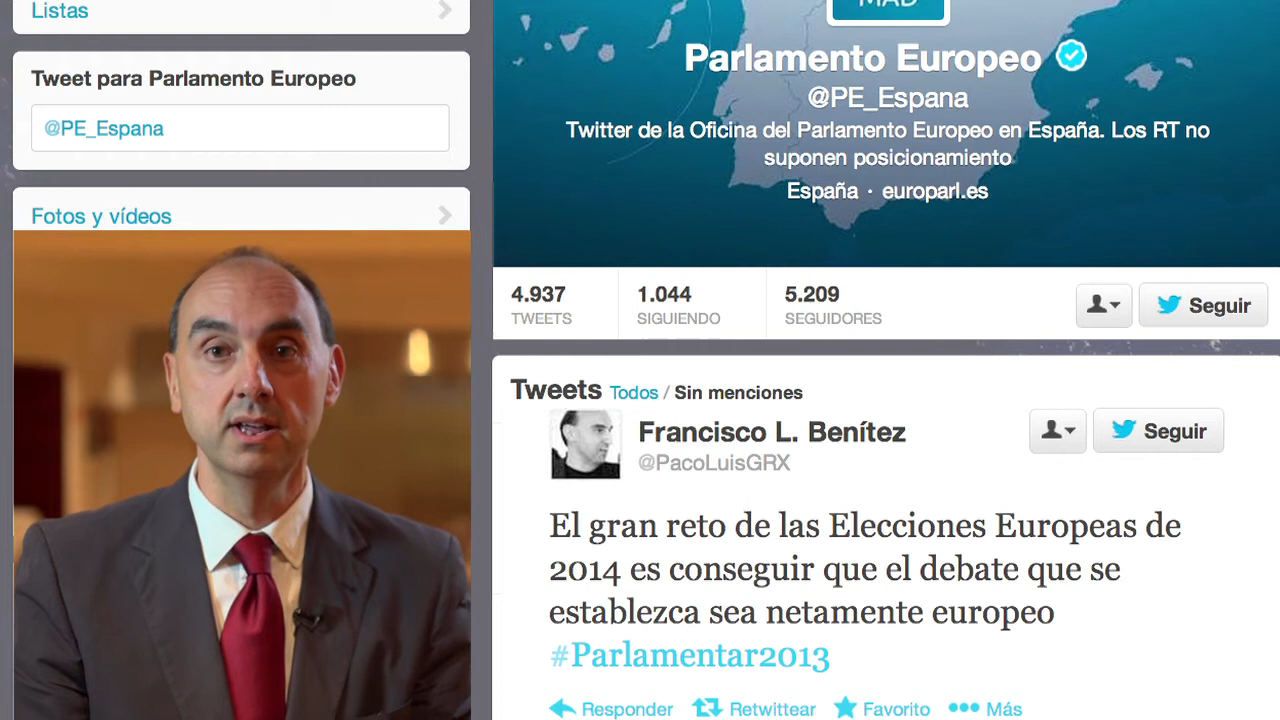 Listas
Tweet para Parlamento Europeo
@PE_Espana
Fotos y vídeos
MAD
Parlamento Europeo
@PE_Espana
Twitter de la Oficina del Parlamento Europeo en España. Los RT no
suponen posicionamiento
España · europarl.es
4.937
TWEETS
1.044
SIGUIENDO
5.209
SEGUIDORES
Seguir
Tweets Todos / Sin menciones
Francisco L. Benítez
@PacoLuisGRX
Seguir
El gran reto de las Elecciones Europeas de
2014 es conseguir que el debate que se
establezca sea netamente europeo
#Parlamentar2013
Responder Retwittear Favorito Más